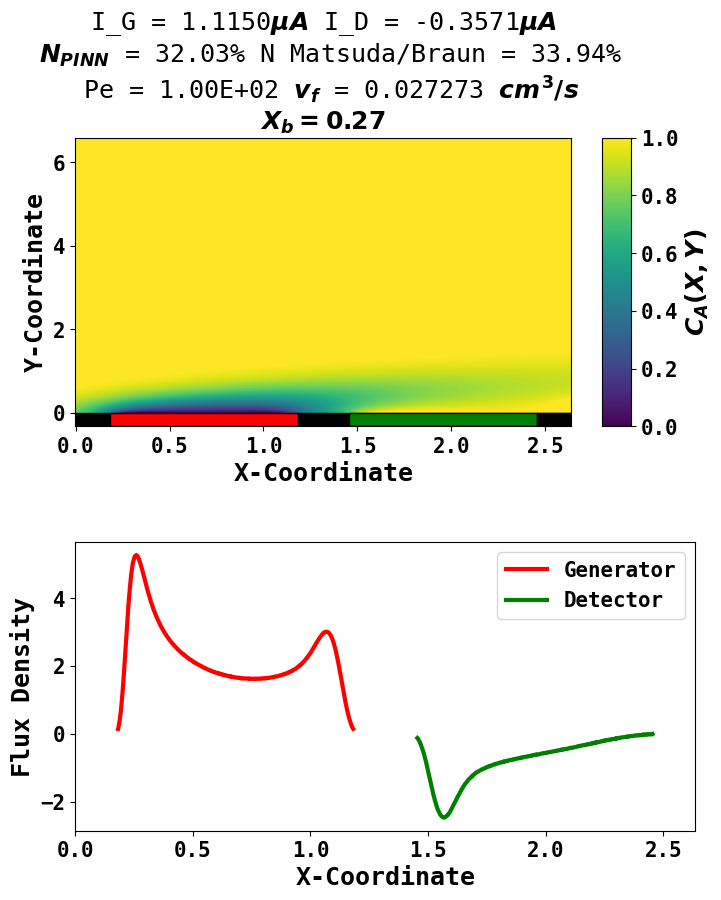 I_G = 1.1150μA I_D = -0.3571μA
N_PINN = 32.03% N Matsuda/Braun = 33.94%
Pe = 1.00E+02 v_f = 0.027273 cm³/s
X_b = 0.27
6
4
2
0
Y-Coordinate
0.0 0.5 1.0 1.5 2.0 2.5
X-Coordinate
1.0
0.8
0.6
0.4
0.2
0.0
C_A(X, Y)
Generator
Detector
4
2
0
−2
Flux Density
0.0 0.5 1.0 1.5 2.0 2.5
X-Coordinate